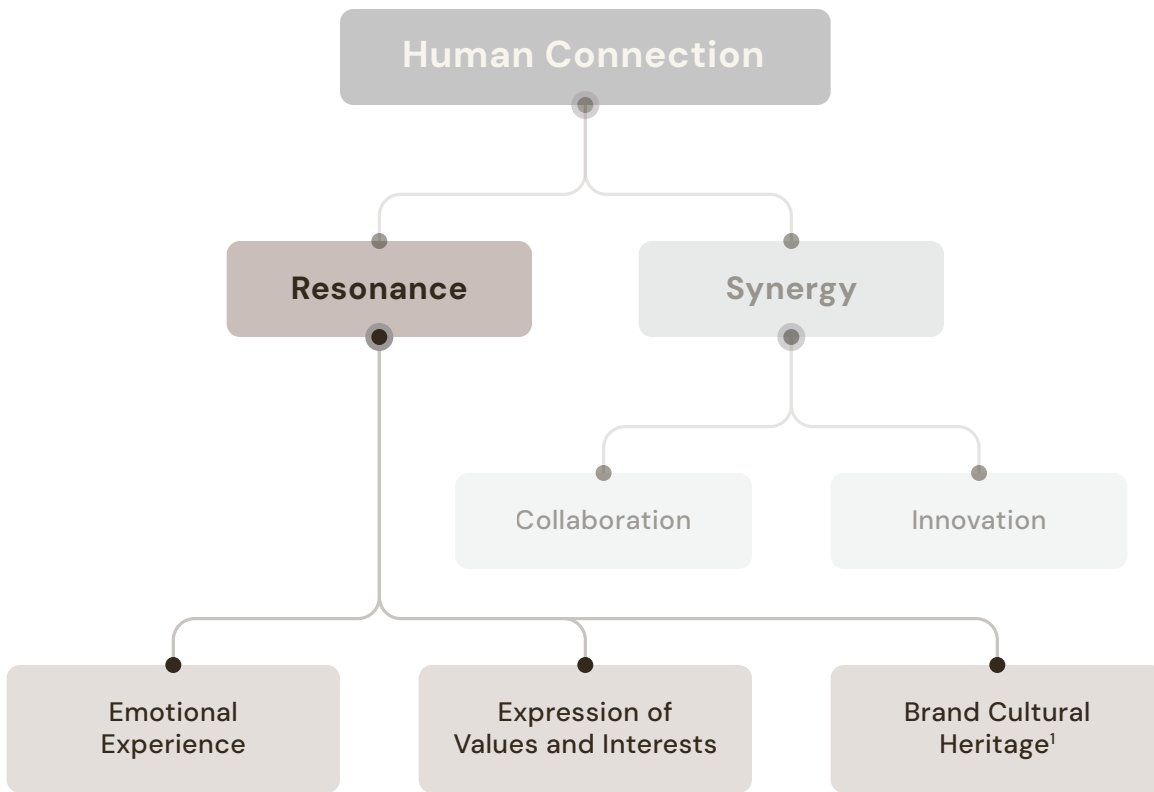 Human Connection
Resonance
Synergy
Collaboration
Innovation
Emotional
Experience
Expression of
Values and Interests
Brand Cultural
Heritage¹